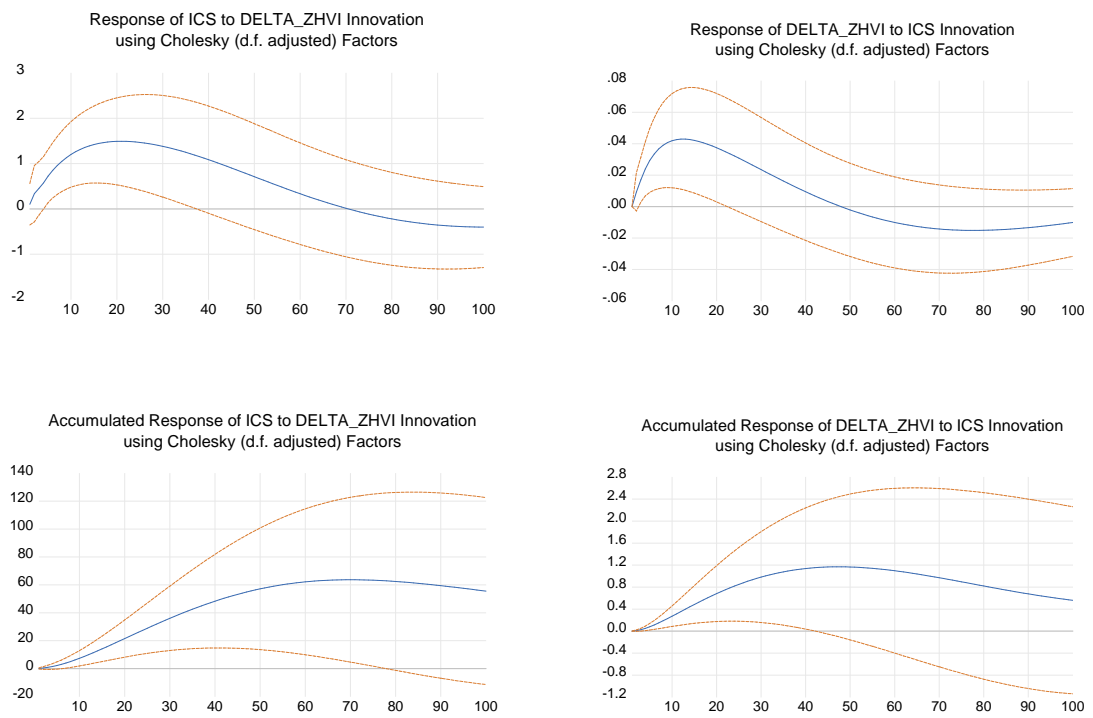 Response of ICS to DELTA_ZHVI Innovation
using Cholesky (d.f. adjusted) Factors
3
2
1
0
-1
-2
10 20 30 40 50 60 70 80 90 100
Response of DELTA_ZHVI to ICS Innovation
using Cholesky (d.f. adjusted) Factors
.08
.06
.04
.02
.00
-.02
-.04
-.06
10 20 30 40 50 60 70 80 90 100
Accumulated Response of ICS to DELTA_ZHVI Innovation
using Cholesky (d.f. adjusted) Factors
140
120
100
80
60
40
20
0
-20
10 20 30 40 50 60 70 80 90 100
Accumulated Response of DELTA_ZHVI to ICS Innovation
using Cholesky (d.f. adjusted) Factors
2.8
2.4
2.0
1.6
1.2
0.8
0.4
0.0
-0.4
-0.8
-1.2
10 20 30 40 50 60 70 80 90 100